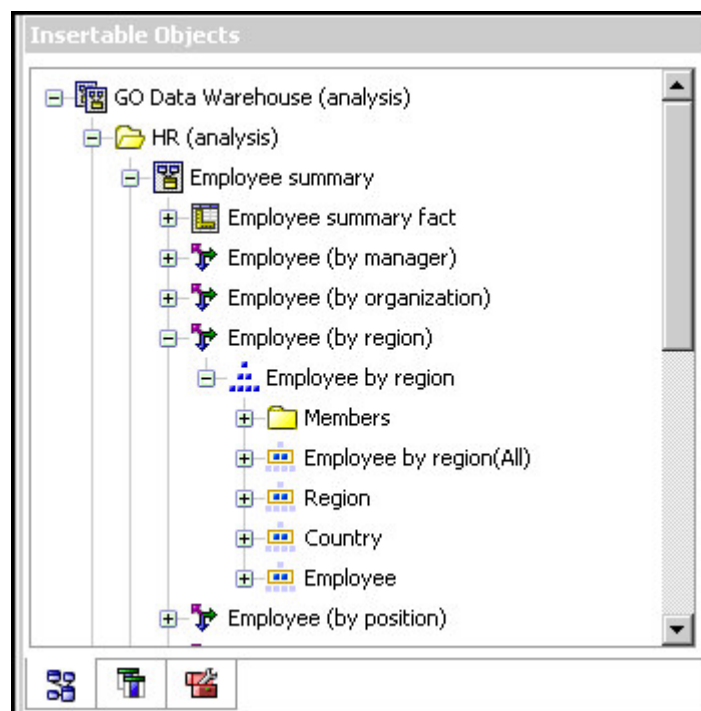 Insertable Objects
GO Data Warehouse (analysis)
HR (analysis)
Employee summary
Employee summary fact
Employee (by manager)
Employee (by organization)
Employee (by region)
Employee by region
Members
Employee by region(All)
Region
Country
Employee
Employee (by position)